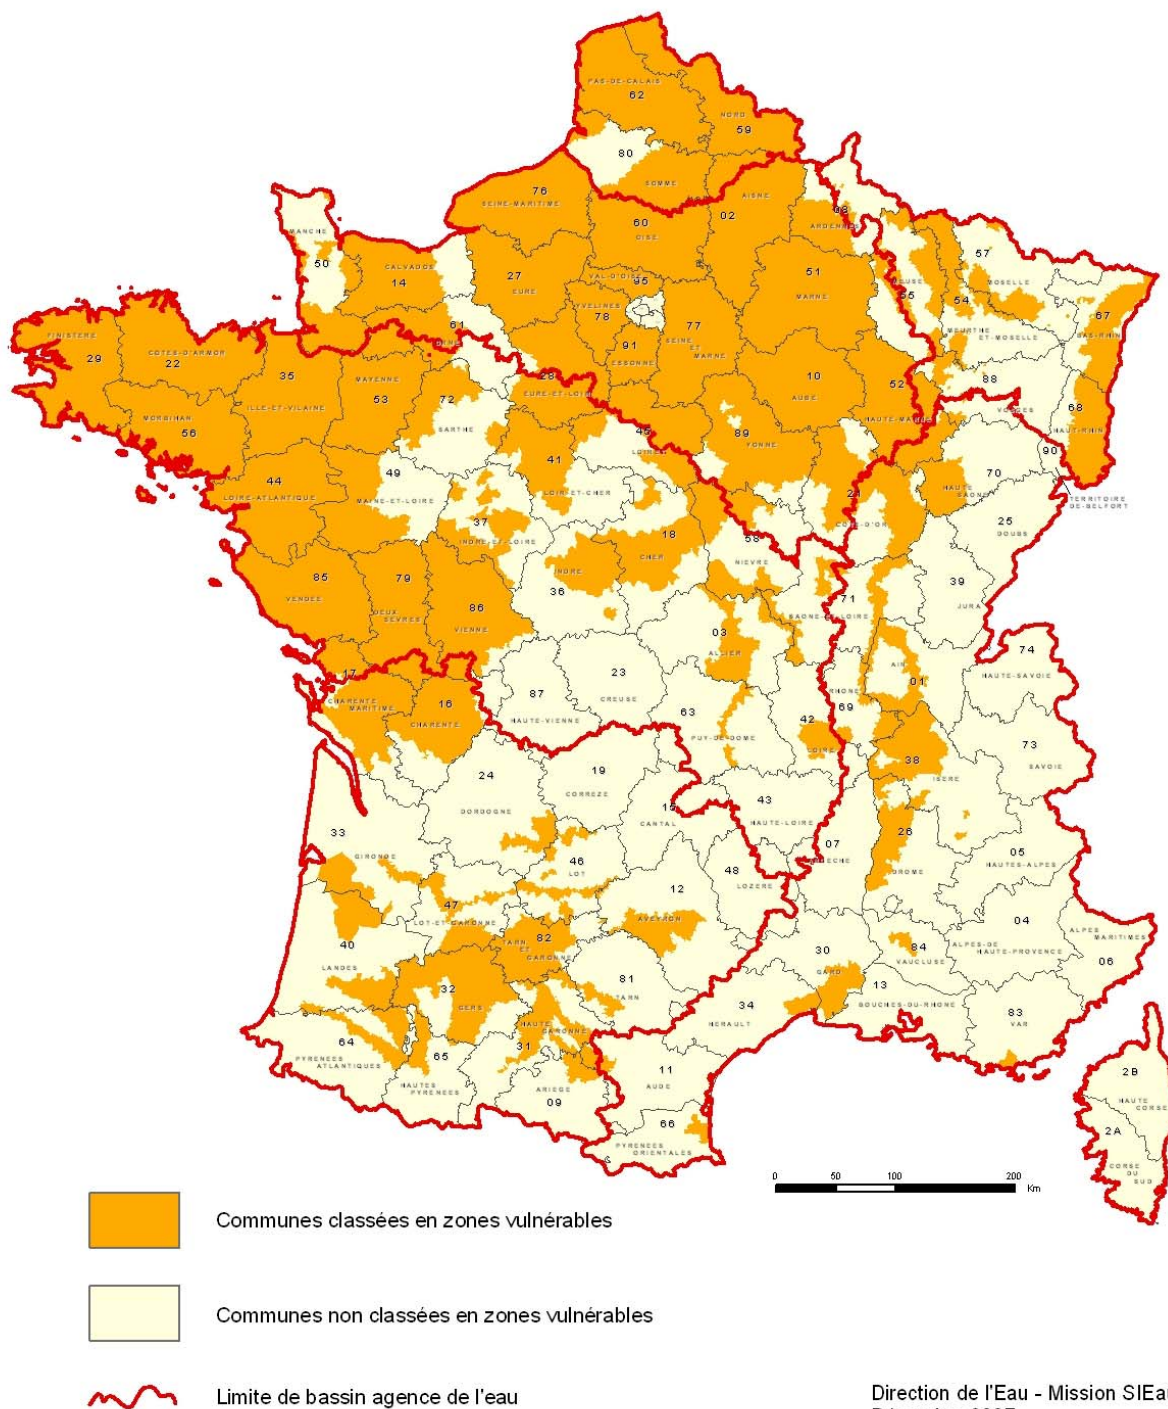 PAS-DE-CALAIS
62
NORD
59
80
SOMME
76
SEINE-MARITIME
60
OISE
02
AISNE
08
ARDENNES
MANCHE
50
CALVADOS
14
27
EURE
VAL-D'OISE
95
YVELINES
78
91
ESSONNE
77
SEINE
ET
MARNE
51
MARNE
MEUSE
55
54
MEURTHE
ET-MOSELLE
57
MOSELLE
67
BAS-RHIN
61
ORNE
FINISTERE
29
COTES-D'ARMOR
22
35
ILLE-ET-VILAINE
MAYENNE
53
72
SARTHE
28
EURE-ET-LOIR
10
AUBE
52
HAUTE-MARNE
88
VOSGES
68
HAUT-RHIN
MORBIHAN
56
44
LOIRE-ATLANTIQUE
49
MAINE-ET-LOIRE
41
LOIR-ET-CHER
45
LOIRET
89
YONNE
21
COTE-D'OR
HAUTE
SAONE
70
90
TERRITOIRE
DE-BELFORT
25
DOUBS
37
INDRE-ET-LOIRE
18
CHER
58
NIEVRE
39
JURA
85
VENDEE
79
DEUX
SEVRES
86
VIENNE
INDRE
36
SAONE-ET-LOIRE
71
03
ALLIER
17
CHARENTE
MARITIME
16
CHARENTE
87
HAUTE-VIENNE
23
CREUSE
63
PUY-DE-DOME
42
LOIRE
RHONE
69
AIN
01
74
HAUTE-SAVOIE
73
SAVOIE
38
ISERE
24
DORDOGNE
19
CORREZE
15
CANTAL
43
HAUTE-LOIRE
07
ARDECHE
26
DROME
05
HAUTES-ALPES
33
GIRONDE
46
LOT
12
AVEYRON
48
LOZERE
47
LOT-ET-GARONNE
82
TARN
ET
GARONNE
81
TARN
30
GARD
84
VAUCLUSE
04
ALPES-DE
HAUTE-PROVENCE
ALPES
MARITIMES
06
40
LANDES
32
GERS
31
HAUTE
GARONNE
34
HERAULT
13
BOUCHES-DU-RHONE
83
VAR
64
PYRENEES
ATLANTIQUES
65
HAUTES
PYRENEES
ARIEGE
09
11
AUDE
66
PYRENEES
ORIENTALES
2B
HAUTE
CORSE
2A
CORSE
DU
SUD
0 50 100 200
Km
Communes classées en zones vulnérables
Communes non classées en zones vulnérables
Limite de bassin agence de l'eau
Direction de l'Eau - Mission SIEau